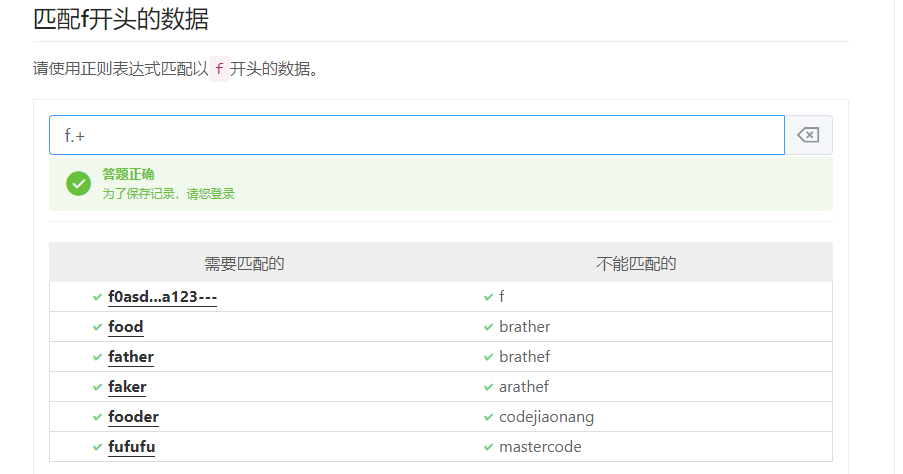 匹配f开头的数据
请使用正则表达式匹配以 f 开头的数据。
f.+
答题正确
为了保存记录，请您登录
需要匹配的 不能匹配的
f0asd...a123--- f
food brather
father brathef
faker arathef
fooder codejiaonang
fufufu mastercode